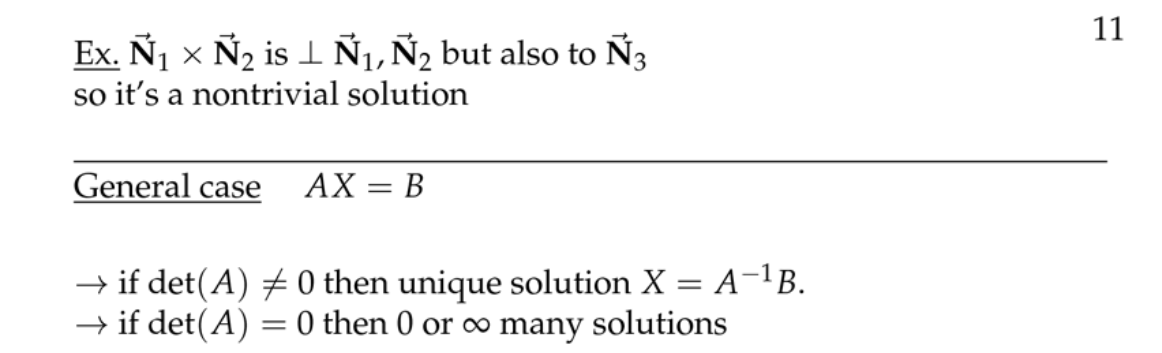 11
Ex. N⃗₁ × N⃗₂ is ⊥ N⃗₁, N⃗₂ but also to N⃗₃
so it's a nontrivial solution
General case AX = B
→ if det(A) ≠ 0 then unique solution X = A⁻¹B.
→ if det(A) = 0 then 0 or ∞ many solutions